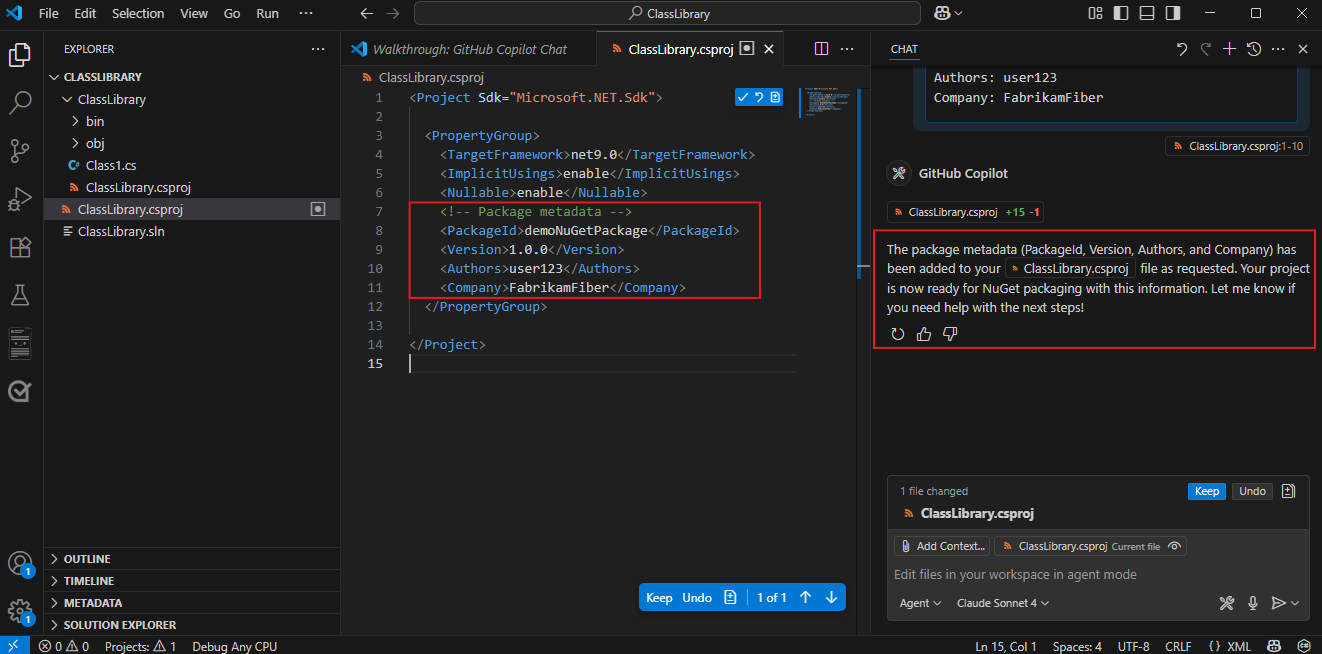 File Edit Selection View Go Run ··· ClassLibrary
EXPLORER ···
CLASSLIBRARY
ClassLibrary
bin
obj
C# Class1.cs
ClassLibrary.csproj
ClassLibrary.csproj
ClassLibrary.sln
OUTLINE
TIMELINE
METADATA
SOLUTION EXPLORER
1
1
Walkthrough: GitHub Copilot Chat ClassLibrary.csproj ···
ClassLibrary.csproj
1 <Project Sdk="Microsoft.NET.Sdk">
2
3 <PropertyGroup>
4 <TargetFramework>net9.0</TargetFramework>
5 <ImplicitUsings>enable</ImplicitUsings>
6 <Nullable>enable</Nullable>
7 <!-- Package metadata -->
8 <PackageId>demoNuGetPackage</PackageId>
9 <Version>1.0.0</Version>
10 <Authors>user123</Authors>
11 <Company>FabrikamFiber</Company>
12 </PropertyGroup>
13
14 </Project>
15
Keep Undo 1 of 1
CHAT ···
Authors: user123
Company: FabrikamFiber
ClassLibrary.csproj:1-10
GitHub Copilot
ClassLibrary.csproj +15 -1
The package metadata (PackageId, Version, Authors, and Company) has
been added to your ClassLibrary.csproj file as requested. Your project
is now ready for NuGet packaging with this information. Let me know if
you need help with the next steps!
1 file changed Keep Undo
ClassLibrary.csproj
Add Context... ClassLibrary.csproj Current file
Edit files in your workspace in agent mode
Agent Claude Sonnet 4
0 0 Projects: 1 Debug Any CPU Ln 15, Col 1 Spaces: 4 UTF-8 CRLF {} XML